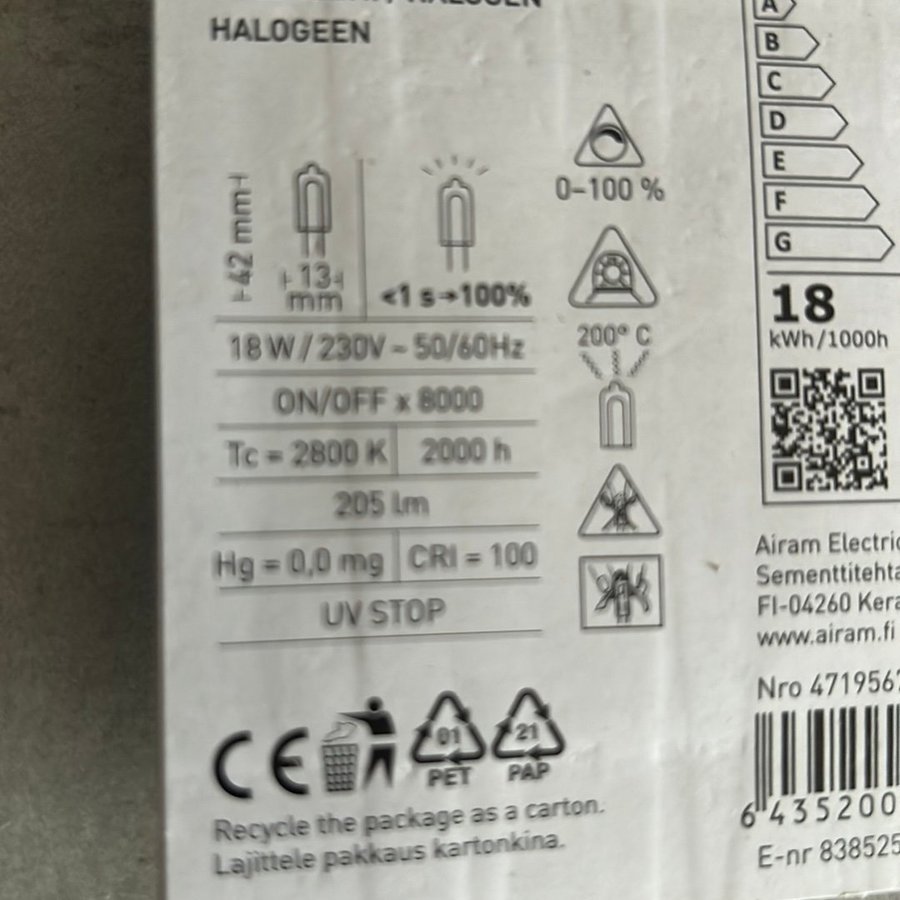 HALOGEEN
42 mm
13
mm
<1 s→100%
0–100 %
200° C
18 W / 230V ~ 50/60Hz
ON/OFF x 8000
Tc = 2800 K 2000 h
205 lm
Hg = 0,0 mg CRI = 100
UV STOP
CE 01 21
PET PAP
Recycle the package as a carton.
Lajittele pakkaus kartonkina.
A
B
C
D
E
F
G
18
kWh/1000h
Airam Electric
Sementtitehta
FI-04260 Kera
www.airam.fi
Nro 4719567
6 435200
E-nr 838525